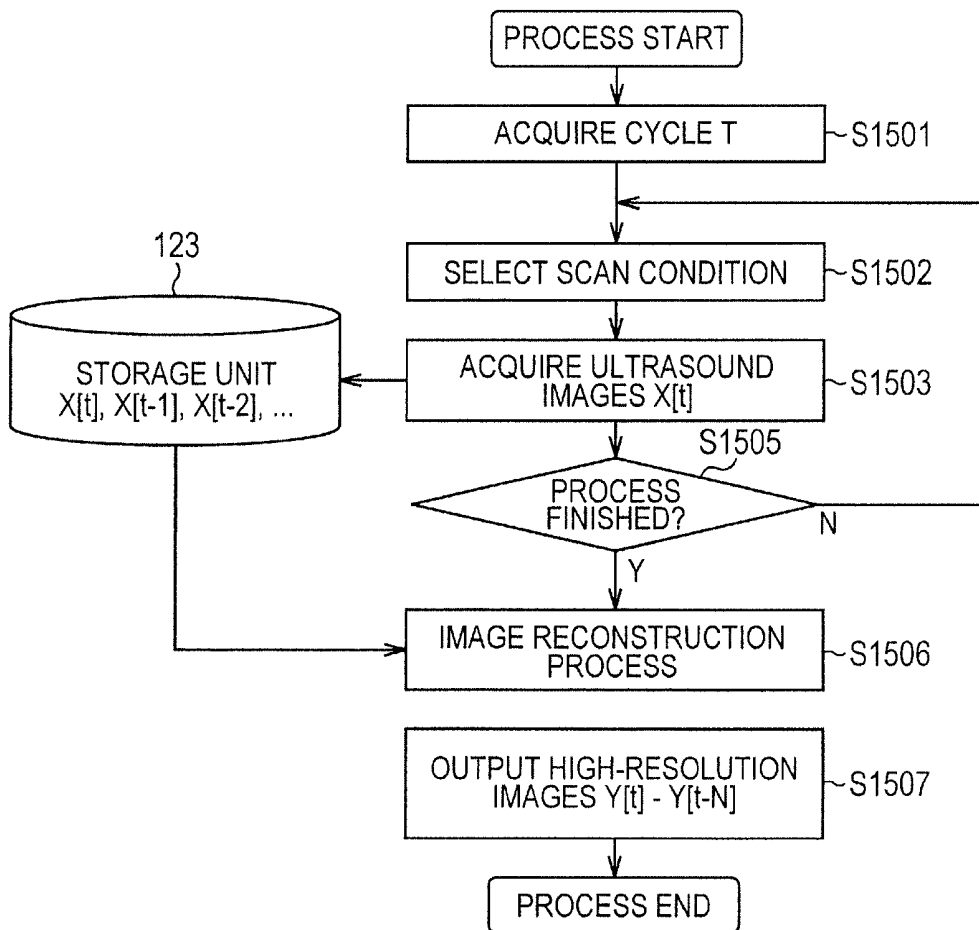 PROCESS START
ACQUIRE CYCLE T
S1501
123
SELECT SCAN CONDITION
S1502
STORAGE UNIT
X[t], X[t-1], X[t-2], ...
ACQUIRE ULTRASOUND
IMAGES X[t]
S1503
S1505
PROCESS
FINISHED?
N
Y
IMAGE RECONSTRUCTION
PROCESS
S1506
OUTPUT HIGH-RESOLUTION
IMAGES Y[t] - Y[t-N]
S1507
PROCESS END